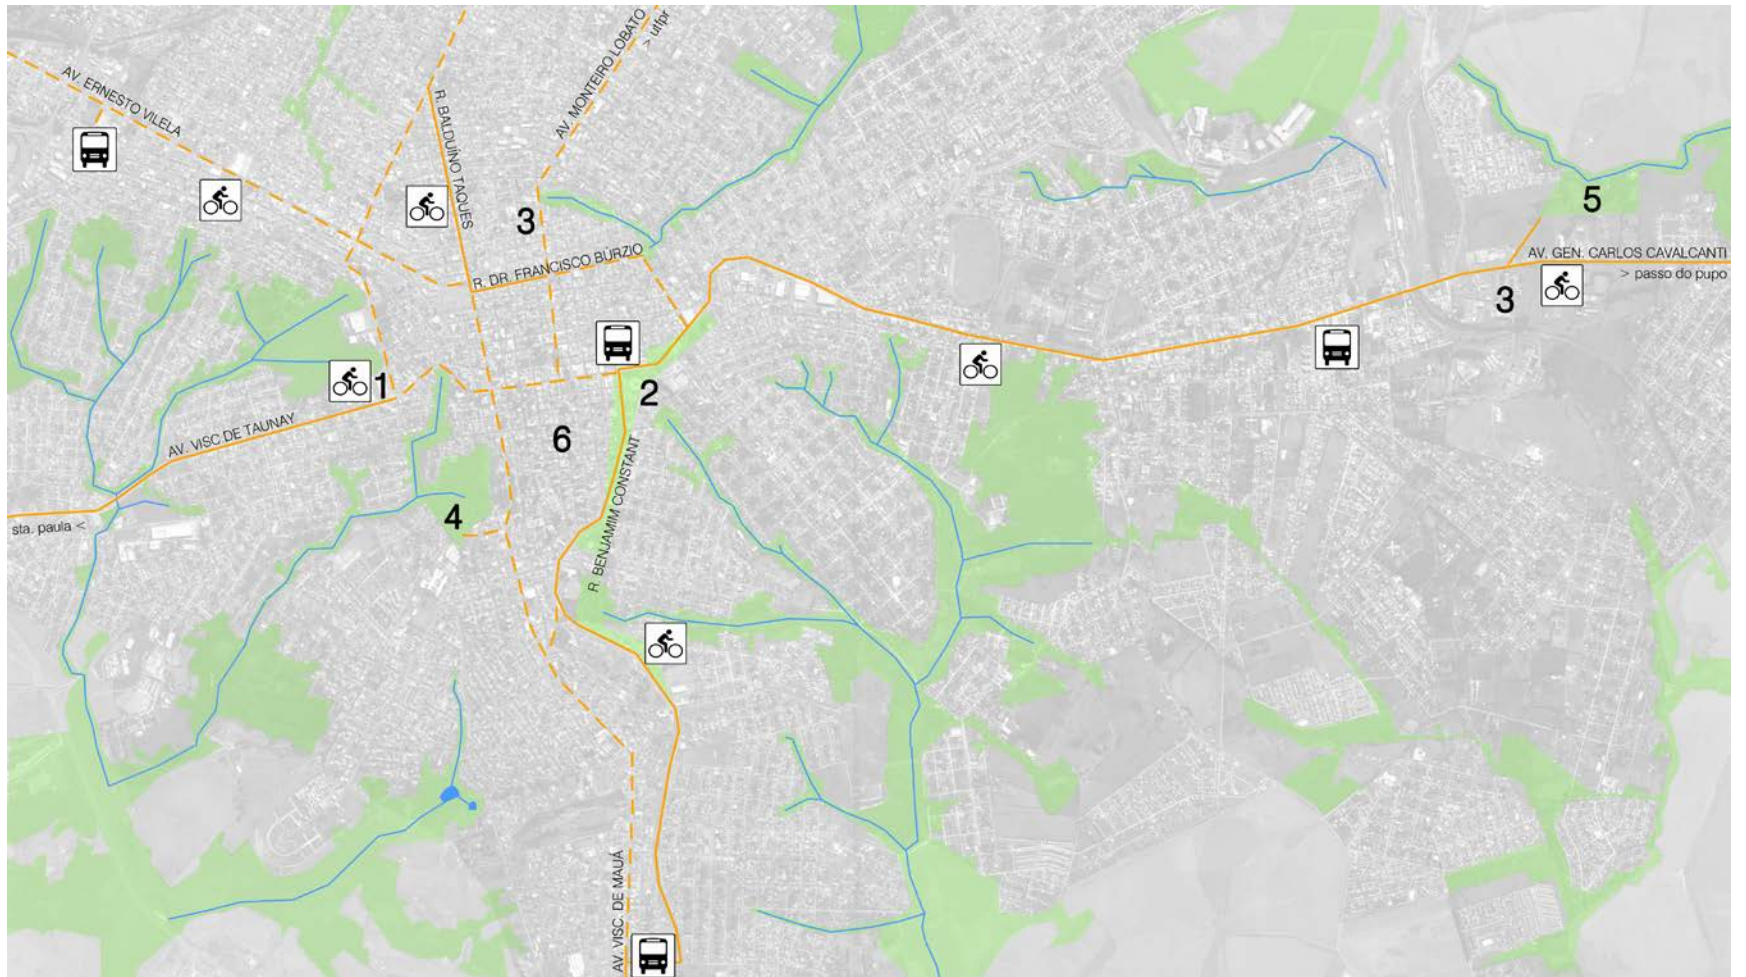 AV. ERNESTO VILELA
R. BALDUÍNO TAQUES
AV. MONTEIRO LOBATO
> utfpr
3
R. DR. FRANCISCO BÚRZIO
5
AV. GEN. CARLOS CAVALCANTI
> passo do pupo
3
1
2
AV. VISC DE TAUNAY
6
R. BENJAMIM CONSTANT
sta. paula <
4
AV. VISC. DE MAUÁ